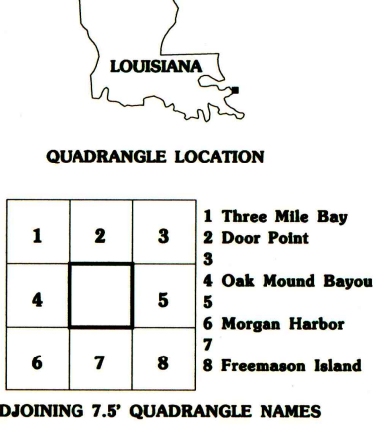 LOUISIANA
QUADRANGLE LOCATION
1 2 3
4 5
6 7 8
1 Three Mile Bay
2 Door Point
3
4 Oak Mound Bayou
5
6 Morgan Harbor
7
8 Freemason Island
DJOINING 7.5' QUADRANGLE NAMES